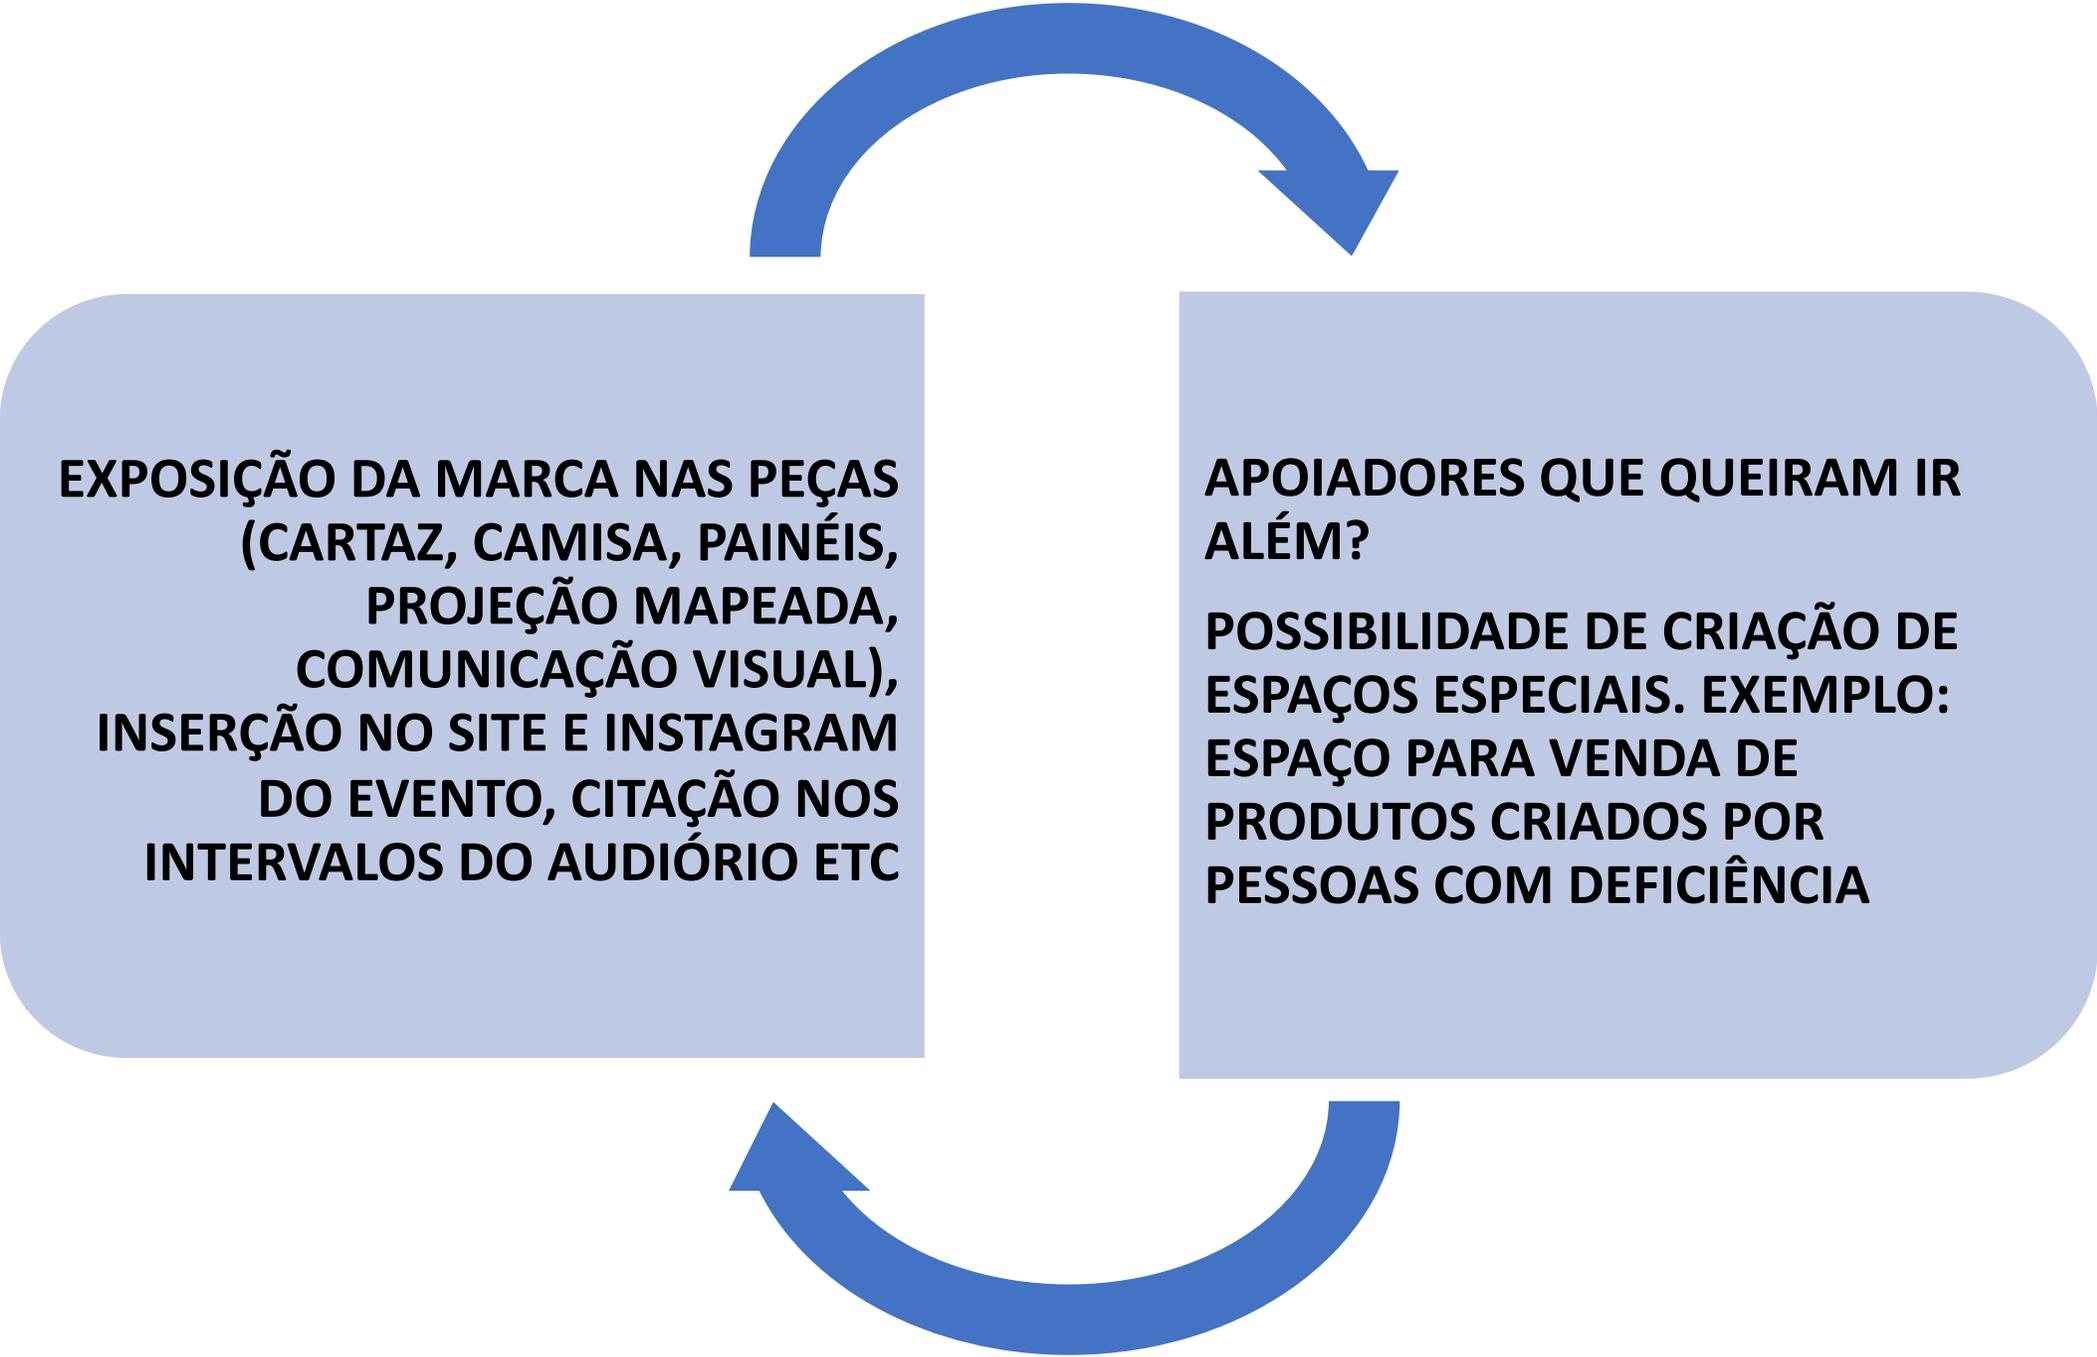 EXPOSIÇÃO DA MARCA NAS PEÇAS
(CARTAZ, CAMISA, PAINÉIS,
PROJEÇÃO MAPEADA,
COMUNICAÇÃO VISUAL),
INSERÇÃO NO SITE E INSTAGRAM
DO EVENTO, CITAÇÃO NOS
INTERVALOS DO AUDIÓRIO ETC
APOIADORES QUE QUEIRAM IR
ALÉM?
POSSIBILIDADE DE CRIAÇÃO DE
ESPAÇOS ESPECIAIS. EXEMPLO:
ESPAÇO PARA VENDA DE
PRODUTOS CRIADOS POR
PESSOAS COM DEFICIÊNCIA